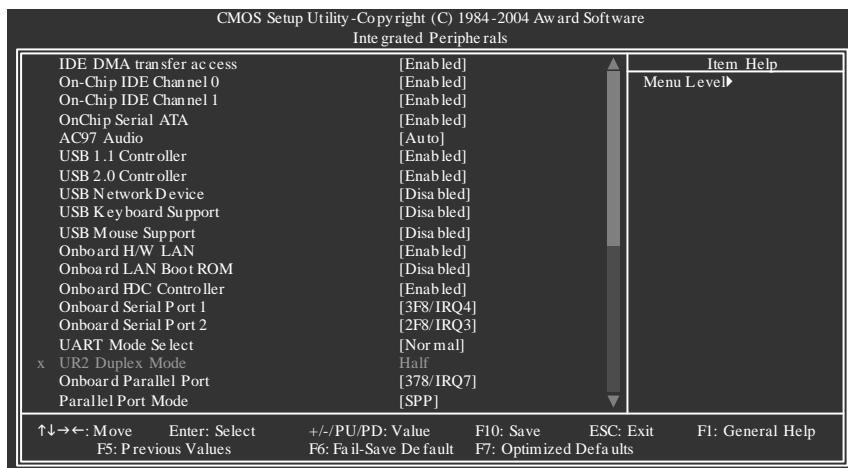 CMOS Setup Utility-Copyright (C) 1984-2004 Award Software
Integrated Peripherals
IDE DMA transfer access [Enabled]
On-Chip IDE Channel 0 [Enabled]
On-Chip IDE Channel 1 [Enabled]
OnChip Serial ATA [Enabled]
AC97 Audio [Auto]
USB 1.1 Controller [Enabled]
USB 2.0 Controller [Enabled]
USB Network Device [Disabled]
USB Keyboard Support [Disabled]
USB Mouse Support [Disabled]
Onboard H/W LAN [Enabled]
Onboard LAN Boot ROM [Disabled]
Onboard FDC Controller [Enabled]
Onboard Serial Port 1 [3F8/IRQ4]
Onboard Serial Port 2 [2F8/IRQ3]
UART Mode Select [Normal]
x UR2 Duplex Mode Half
Onboard Parallel Port [378/IRQ7]
Parallel Port Mode [SPP]
Item Help
Menu Level▸
↑↓→←: Move Enter: Select +/-/PU/PD: Value F10: Save ESC: Exit F1: General Help
F5: Previous Values F6: Fail-Save Default F7: Optimized Defaults